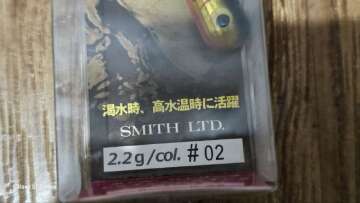 渇水時、高水温時に活躍
SMITH LTD.
2.2g/col. #02